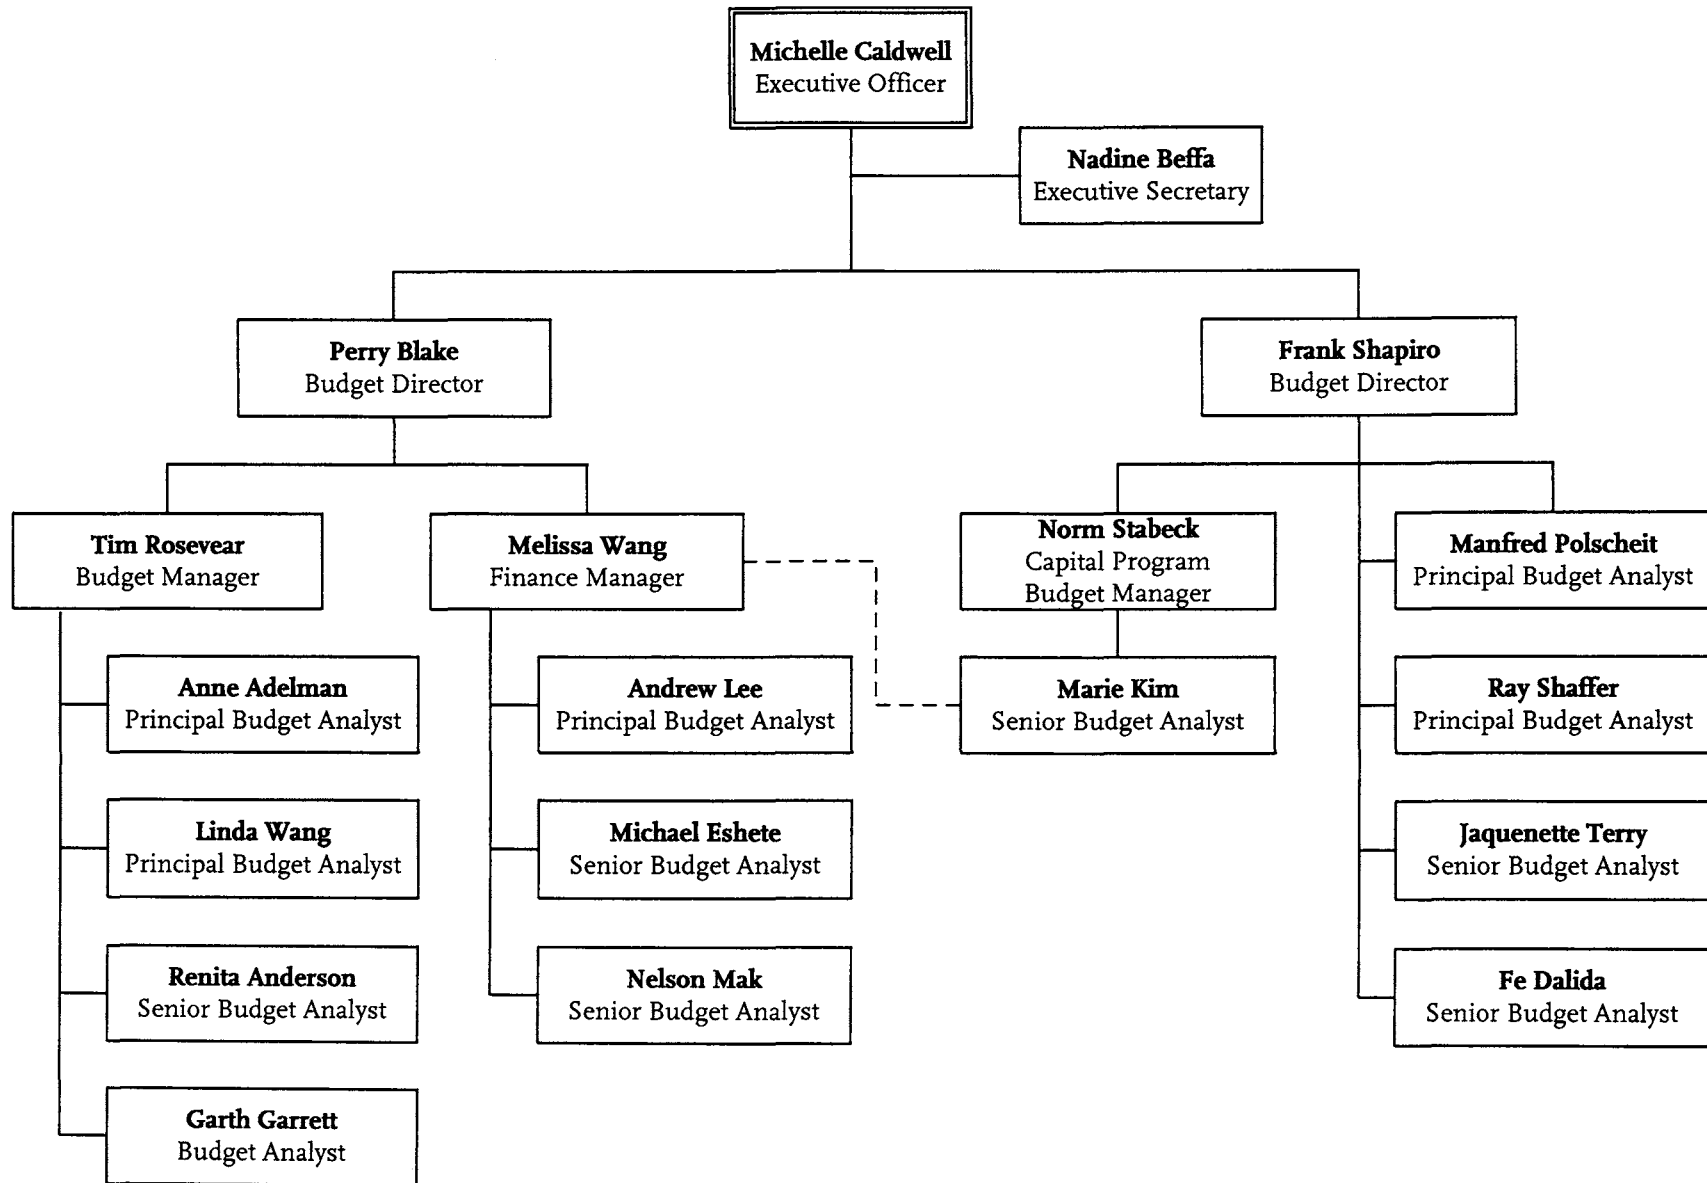 Michelle Caldwell
Executive Officer
Nadine Beffa
Executive Secretary
Perry Blake
Budget Director
Frank Shapiro
Budget Director
Tim Rosevear
Budget Manager
Melissa Wang
Finance Manager
Norm Stabeck
Capital Program
Budget Manager
Manfred Polscheit
Principal Budget Analyst
Anne Adelman
Principal Budget Analyst
Andrew Lee
Principal Budget Analyst
Marie Kim
Senior Budget Analyst
Ray Shaffer
Principal Budget Analyst
Linda Wang
Principal Budget Analyst
Michael Eshete
Senior Budget Analyst
Jaquenette Terry
Senior Budget Analyst
Renita Anderson
Senior Budget Analyst
Nelson Mak
Senior Budget Analyst
Fe Dalida
Senior Budget Analyst
Garth Garrett
Budget Analyst